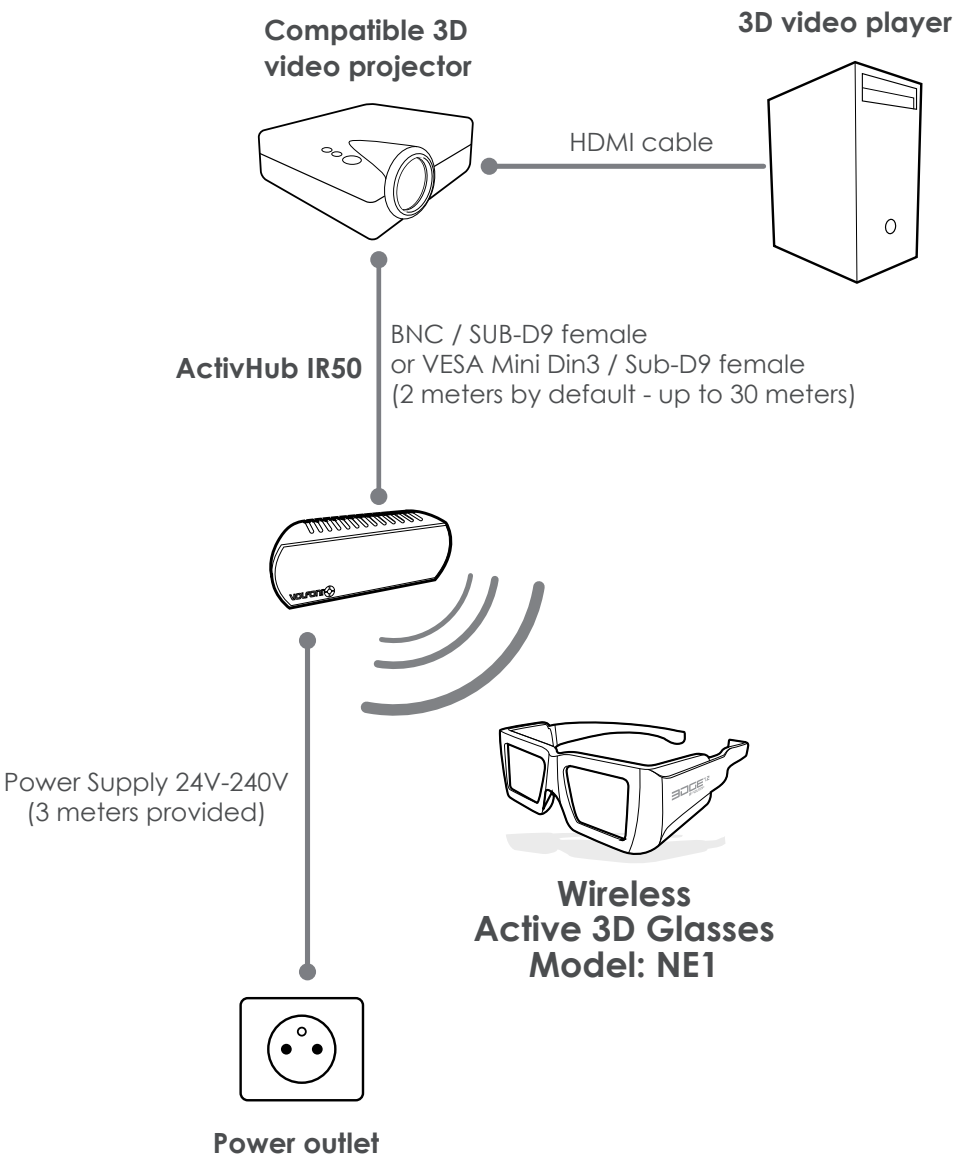 Compatible 3D
video projector
3D video player
HDMI cable
ActivHub IR50
BNC / SUB-D9 female
or VESA Mini Din3 / Sub-D9 female
(2 meters by default - up to 30 meters)
VOLFONI
Power Supply 24V-240V
(3 meters provided)
Wireless
Active 3D Glasses
Model: NE1
Power outlet